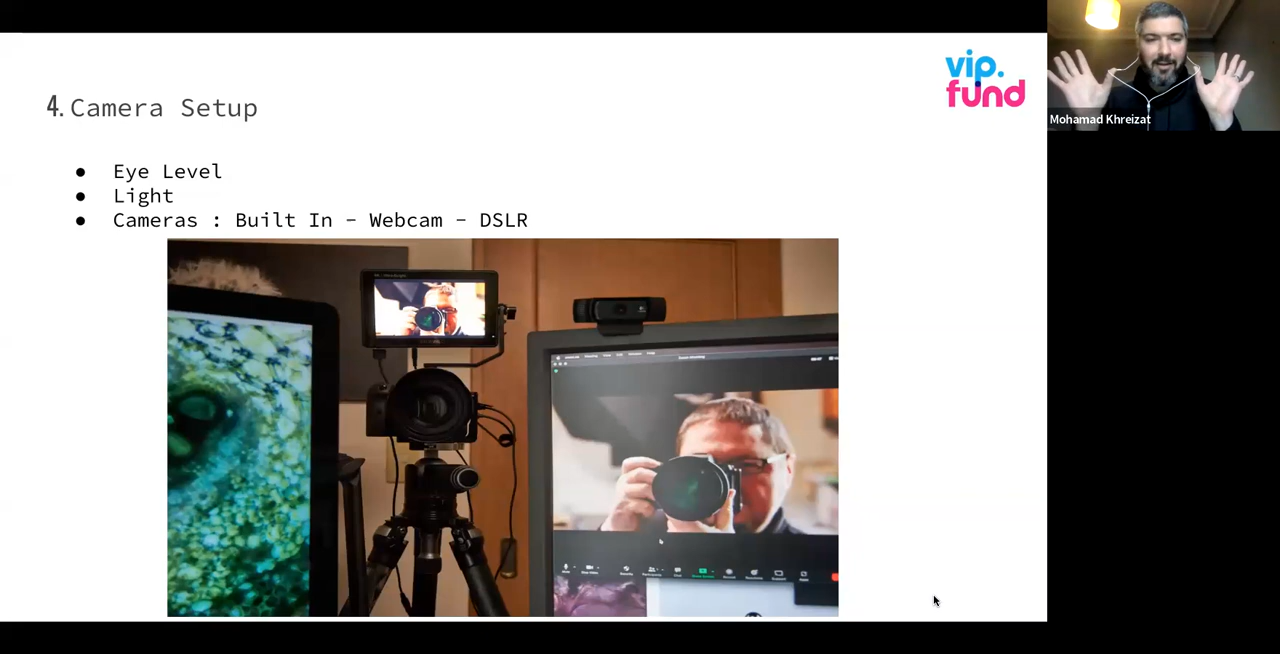 vip.
fund
4. Camera Setup
Mohamad Khreizat
● Eye Level
● Light
● Cameras : Built In - Webcam - DSLR